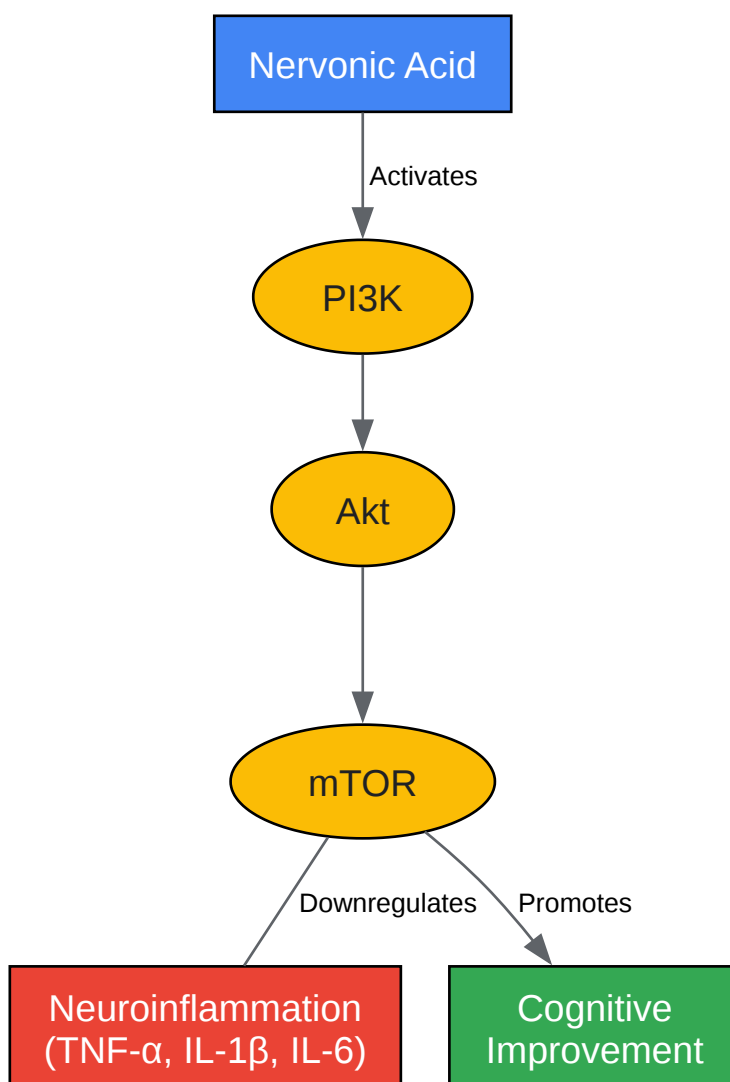 Nervonic Acid
Activates
PI3K
Akt
mTOR
Downregulates
Promotes
Neuroinflammation
(TNF-α, IL-1β, IL-6)
Cognitive
Improvement